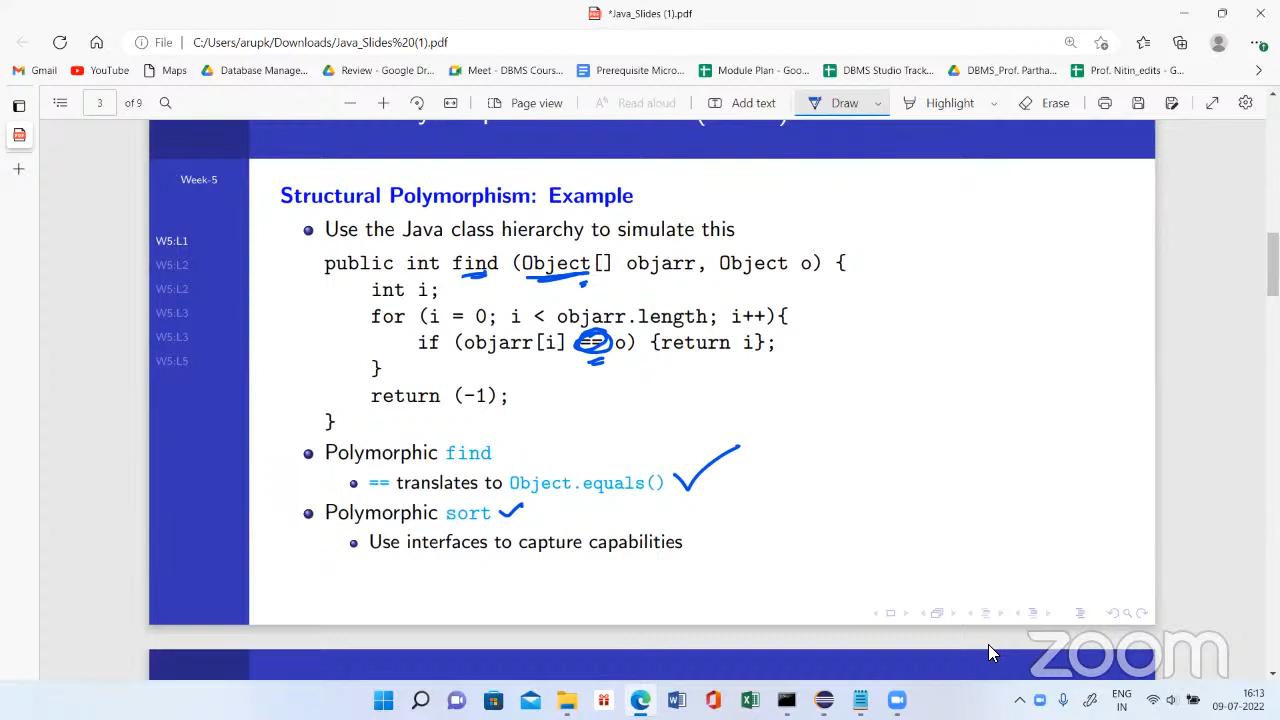 *Java_Slides (1).pdf
File C:/Users/arupk/Downloads/Java_Slides%20(1).pdf
Gmail YouTube Maps Database Manage... Review - Google Dr... Meet - DBMS Cours... Prerequisite Micro... Module Plan - Goo... DBMS Studio Track... DBMS_Prof. Partha... Prof. Nitin_edits - G...
3 of 9 Page view Read aloud Add text Draw Highlight Erase
Week-5
W5:L1
W5:L2
W5:L2
W5:L3
W5:L3
W5:L5
Structural Polymorphism: Example
Use the Java class hierarchy to simulate this
public int find (Object[] objarr, Object o) {
int i;
for (i = 0; i < objarr.length; i++){
if (objarr[i] == o) {return i};
}
return (-1);
}
Polymorphic find
== translates to Object.equals()
Polymorphic sort
Use interfaces to capture capabilities
zoom
ENG 16:13
IN 09-07-2022